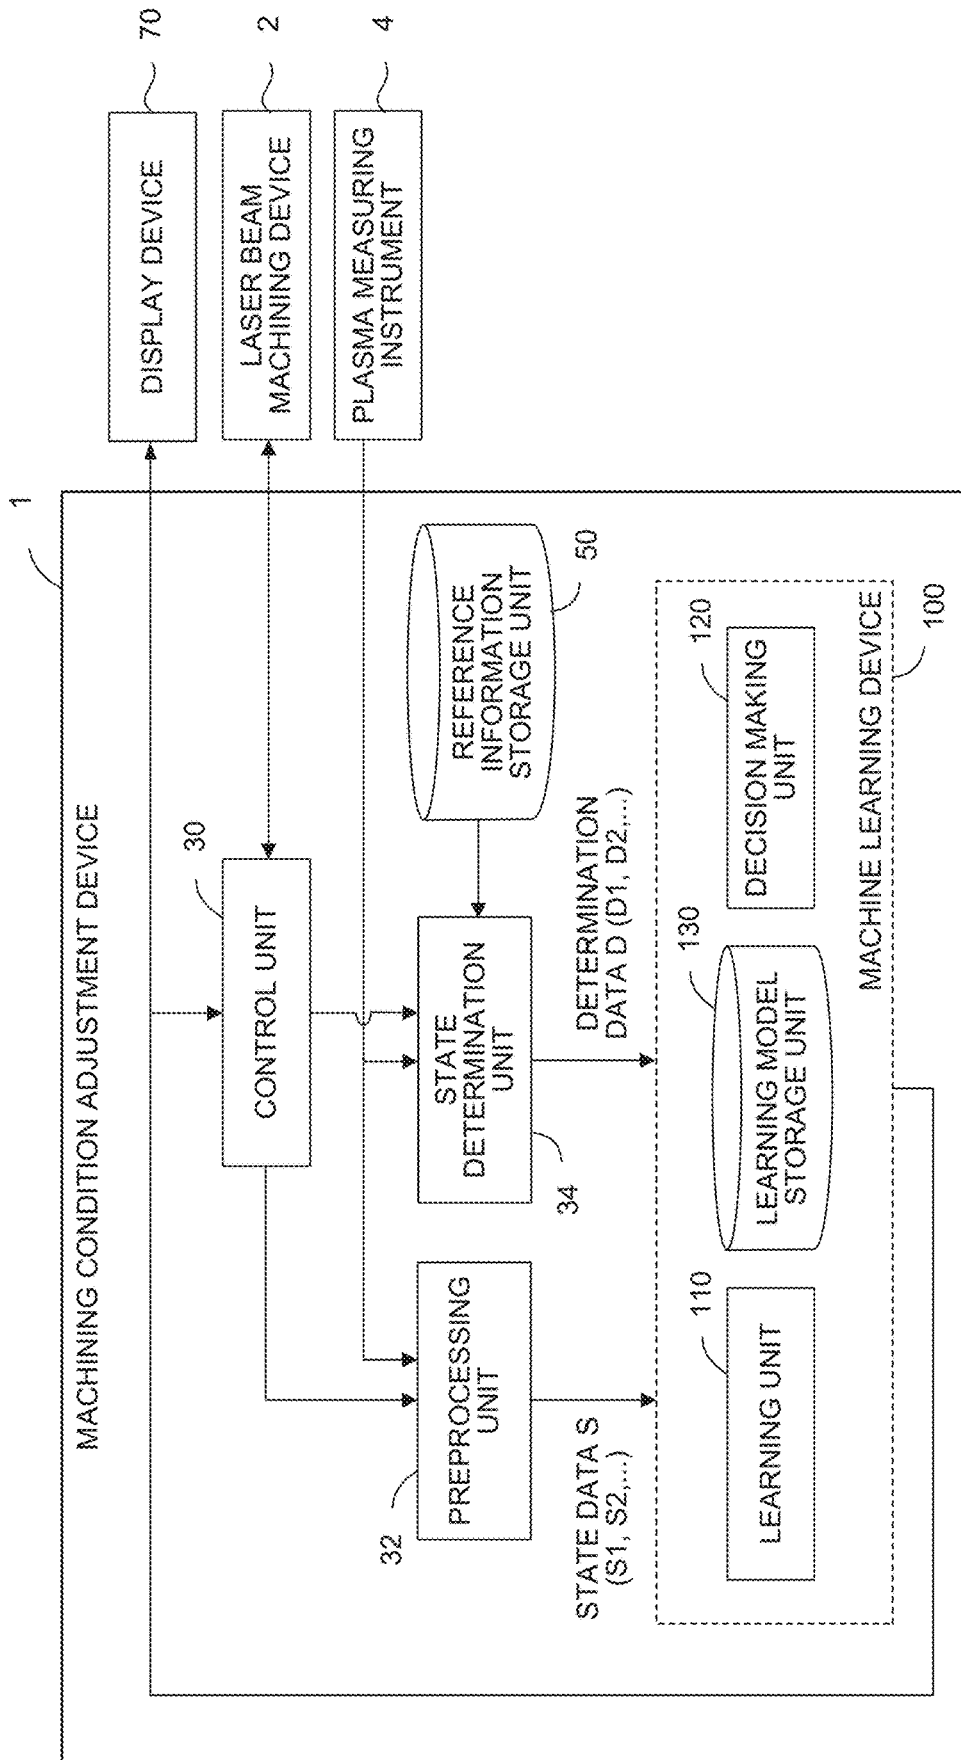 1
MACHINING CONDITION ADJUSTMENT DEVICE
70
DISPLAY DEVICE
2
LASER BEAM
MACHINING DEVICE
4
PLASMA MEASURING
INSTRUMENT
30
CONTROL UNIT
32
PREPROCESSING
UNIT
34
STATE
DETERMINATION
UNIT
50
REFERENCE
INFORMATION
STORAGE UNIT
STATE DATA S
(S1, S2,...)
DETERMINATION
DATA D (D1, D2,...)
110
LEARNING UNIT
130
LEARNING MODEL
STORAGE UNIT
120
DECISION MAKING
UNIT
MACHINE LEARNING DEVICE
100